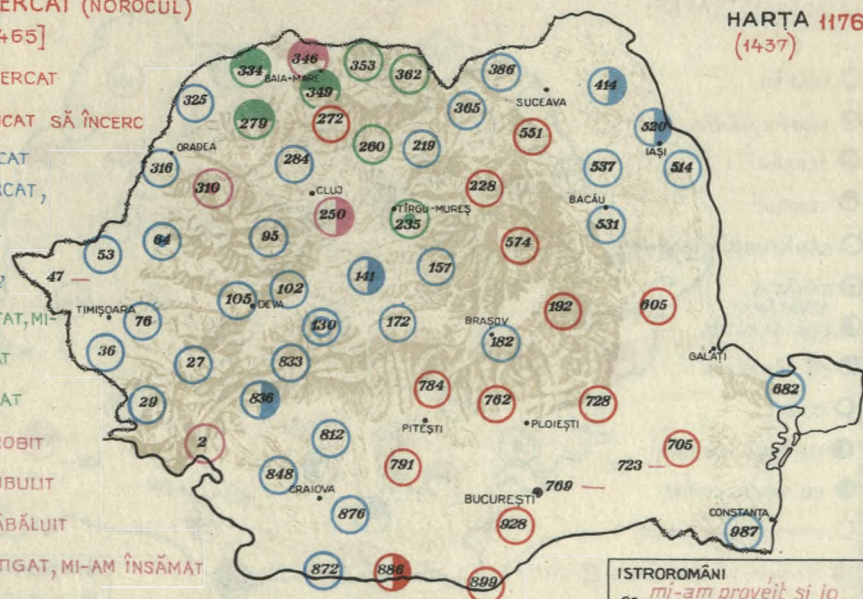 ERCAT (NOROCUL)
465]
HARTA 1176
(1437)
ERCAT
CAT SĂ ÎNCERC
CAT
CAT,
TAT, MI-
AT
AT
ROBIT
UBULIT
ĂBĂLUIT
TIGAT, MI-AM ÎNSĂMAT
346
353
334
BAIA-MARE
362
386
349
414
325
SUCEAVA
365
279
272
551
520
IAȘI
260
219
ORADEA
284
316
537
514
310
228
CLUJ
BACĂU
250
TÎRGU-MUREȘ
235
531
64
95
574
53
157
47
141
102
105
DEVA
192
605
TIMIȘOARA
76
130
172
BRAȘOV
182
36
GALAȚI
27
833
682
29
836
784
762
728
PITEȘTI
PLOIEȘTI
2
812
705
791
723
848
CRAIOVA
769
BUCUREȘTI
876
928
CONSTANȚA
987
872
886
899
ISTROROMÂNI
mi-am proveit și io